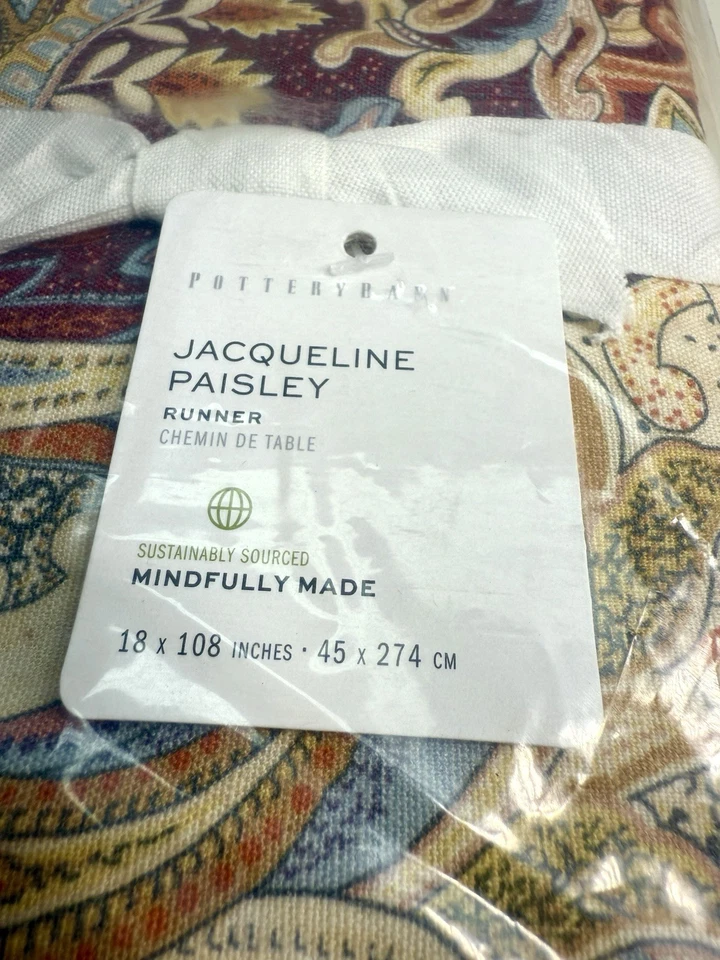 POTTERYBARN
JACQUELINE
PAISLEY
RUNNER
CHEMIN DE TABLE
SUSTAINABLY SOURCED
MINDFULLY MADE
18 x 108 INCHES · 45 x 274 CM